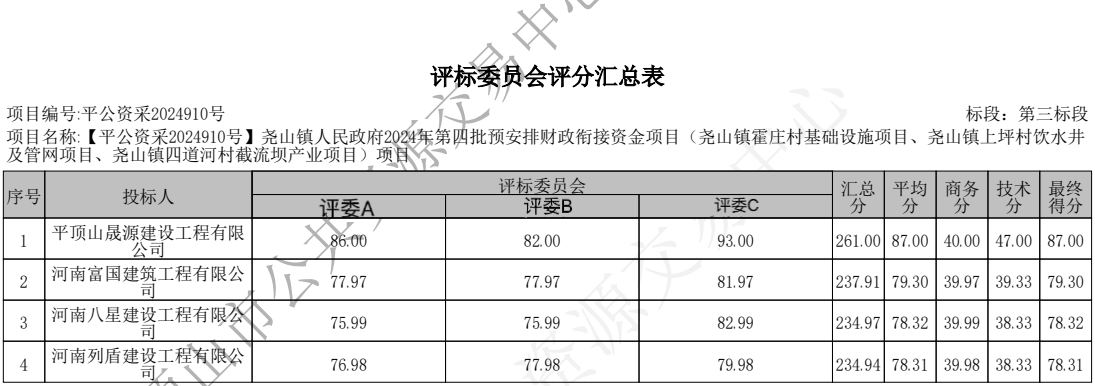 评标委员会评分汇总表
项目编号:平公资采2024910号 标段：第三标段
项目名称:【平公资采2024910号】尧山镇人民政府2024年第四批预安排财政衔接资金项目（尧山镇霍庄村基础设施项目、尧山镇上坪村饮水井
及管网项目、尧山镇四道河村截流坝产业项目）项目
序号 投标人 评标委员会 汇总分 平均分 商务分 技术分 最终得分
评委A 评委B 评委C
1 平顶山晟源建设工程有限公司 86.00 82.00 93.00 261.00 87.00 40.00 47.00 87.00
2 河南富国建筑工程有限公司 77.97 77.97 81.97 237.91 79.30 39.97 39.33 79.30
3 河南八星建设工程有限公司 75.99 75.99 82.99 234.97 78.32 39.99 38.33 78.32
4 河南列盾建设工程有限公司 76.98 77.98 79.98 234.94 78.31 39.98 38.33 78.31